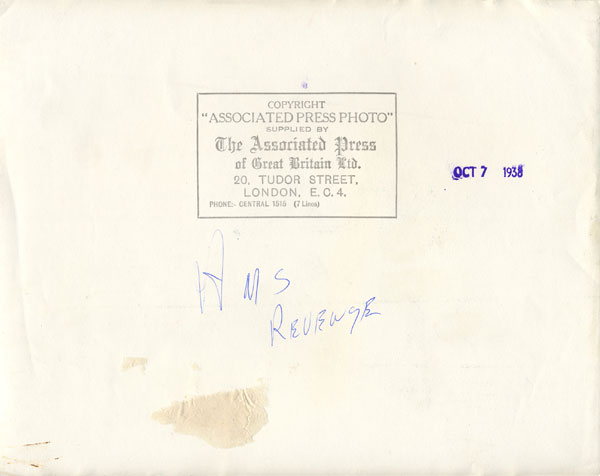 COPYRIGHT
"ASSOCIATED PRESS PHOTO"
SUPPLIED BY
The Associated Press
of Great Britain Ltd.
20, TUDOR STREET,
LONDON, E.C.4.
PHONE:- CENTRAL 1515 (7 Lines)
OCT 7 1938
HMS
REVENGE